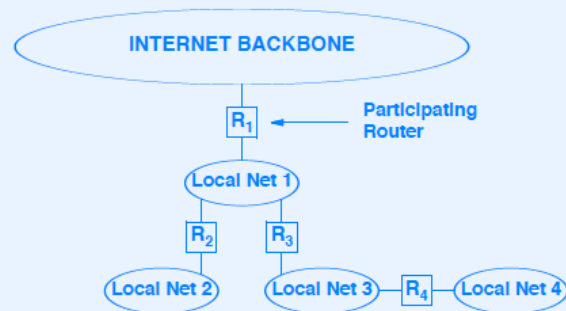 INTERNET BACKBONE
R1
Participating
Router
Local Net 1
R2
R3
Local Net 2
Local Net 3
R4
Local Net 4